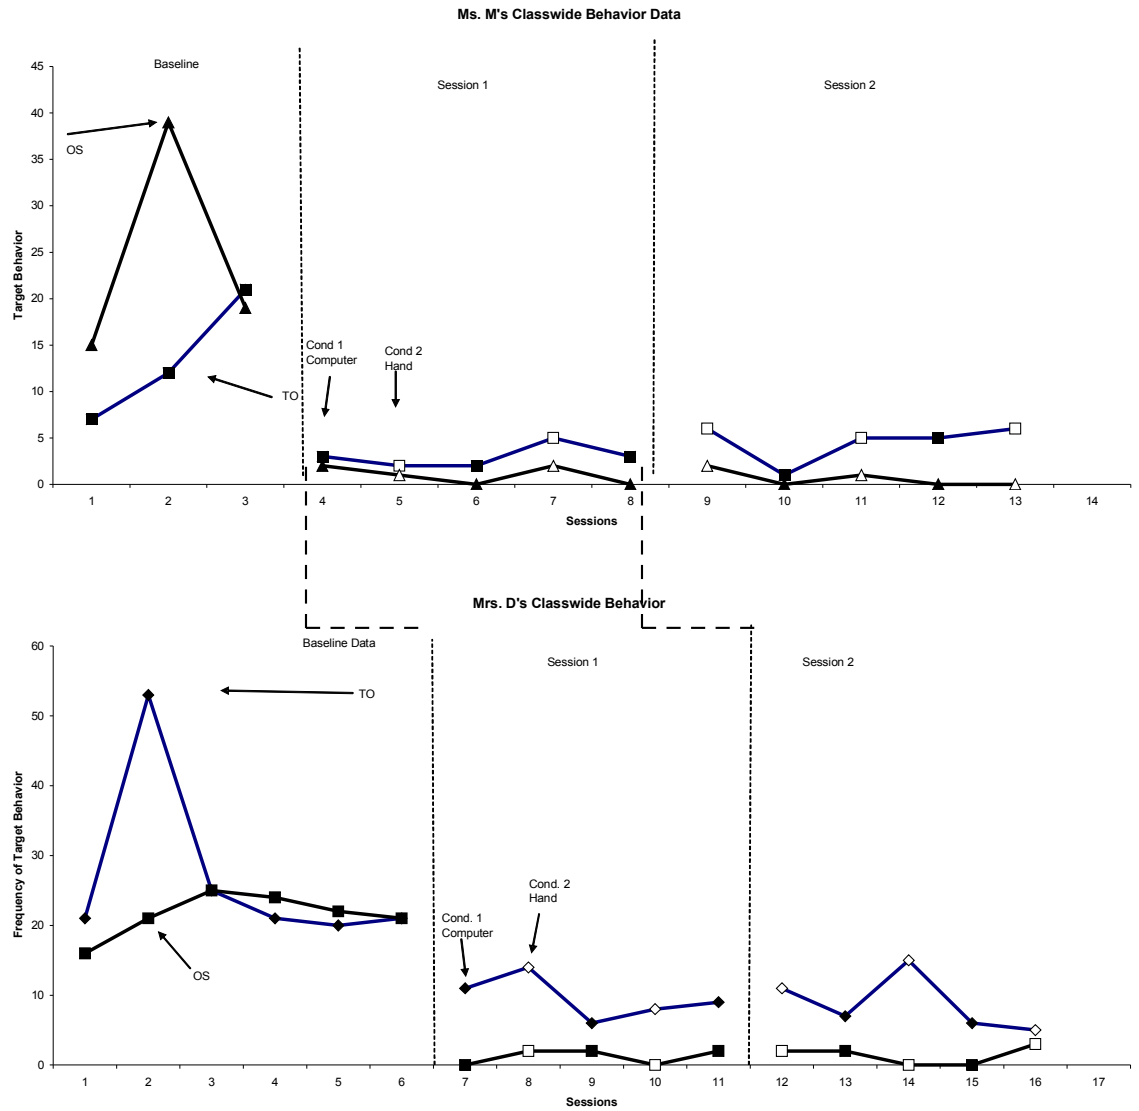 Ms. M's Classwide Behavior Data
Baseline
Session 1
Session 2
45
40
35
30
25
20
15
10
5
0
Target Behavior
OS
TO
Cond 1
Computer
Cond 2
Hand
1 2 3 4 5 6 7 8 9 10 11 12 13 14
Sessions
Mrs. D's Classwide Behavior
Baseline Data
Session 1
Session 2
60
50
40
30
20
10
0
Frequency of Target Behavior
TO
OS
Cond. 1
Computer
Cond. 2
Hand
1 2 3 4 5 6 7 8 9 10 11 12 13 14 15 16 17
Sessions